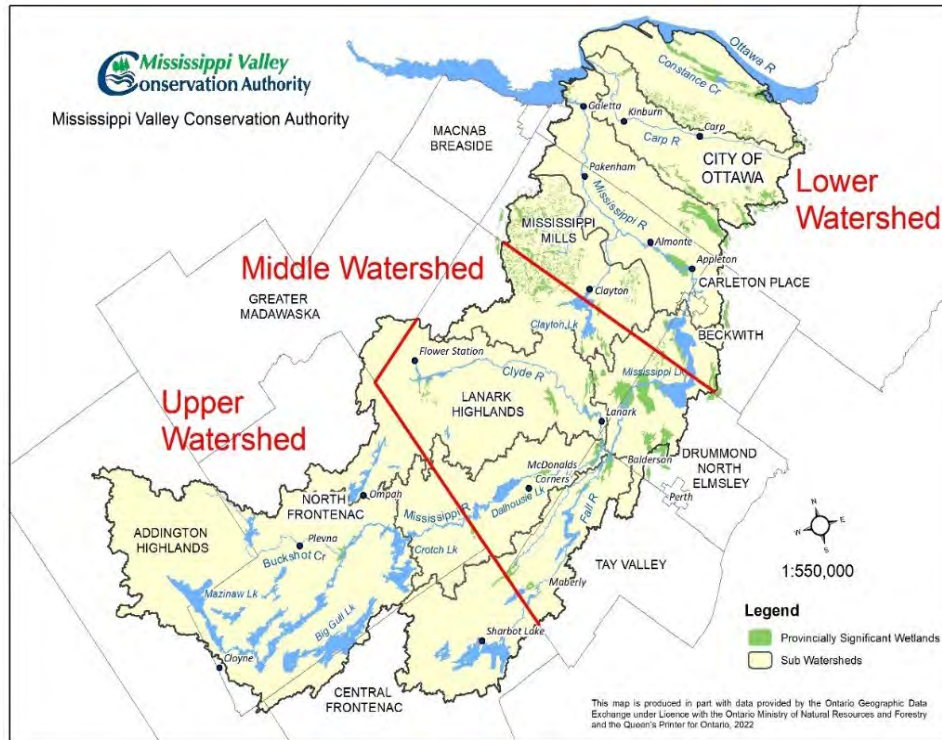 Mississippi Valley
Conservation Authority
Mississippi Valley Conservation Authority
Ottawa R
Constance Cr
Galetta
Kinburn
Carp
Carp R
MACNAB
BREASIDE
CITY OF
OTTAWA
Pakenham
Lower
Watershed
Mississippi R
MISSISSIPPI
MILLS
Almonte
Appleton
Middle Watershed
CARLETON PLACE
Clayton
GREATER
MADAWASKA
Clayton Lk
BECKWITH
Flower Station
Clyde R
Mississippi Lk
LANARK
HIGHLANDS
Upper
Watershed
Lanark
DRUMMOND
NORTH
ELMSLEY
Balderson
McDonalds
Corners
Perth
Dalhousie Lk
NORTH
FRONTENAC
Ompah
Mississippi R
Fall R
ADDINGTON
HIGHLANDS
Plevna
Buckshot Cr
Crotch Lk
TAY VALLEY
N
W
E
S
1:550,000
Mazinaw Lk
Big Gull Lk
Maberly
Sharbot Lake
Cloyne
CENTRAL
FRONTENAC
Legend
Provincially Significant Wetlands
Sub Watersheds
This map is produced in part with data provided by the Ontario Geographic Data
Exchange under Licence with the Ontario Ministry of Natural Resources and Forestry
and the Queen's Printer for Ontario, 2022